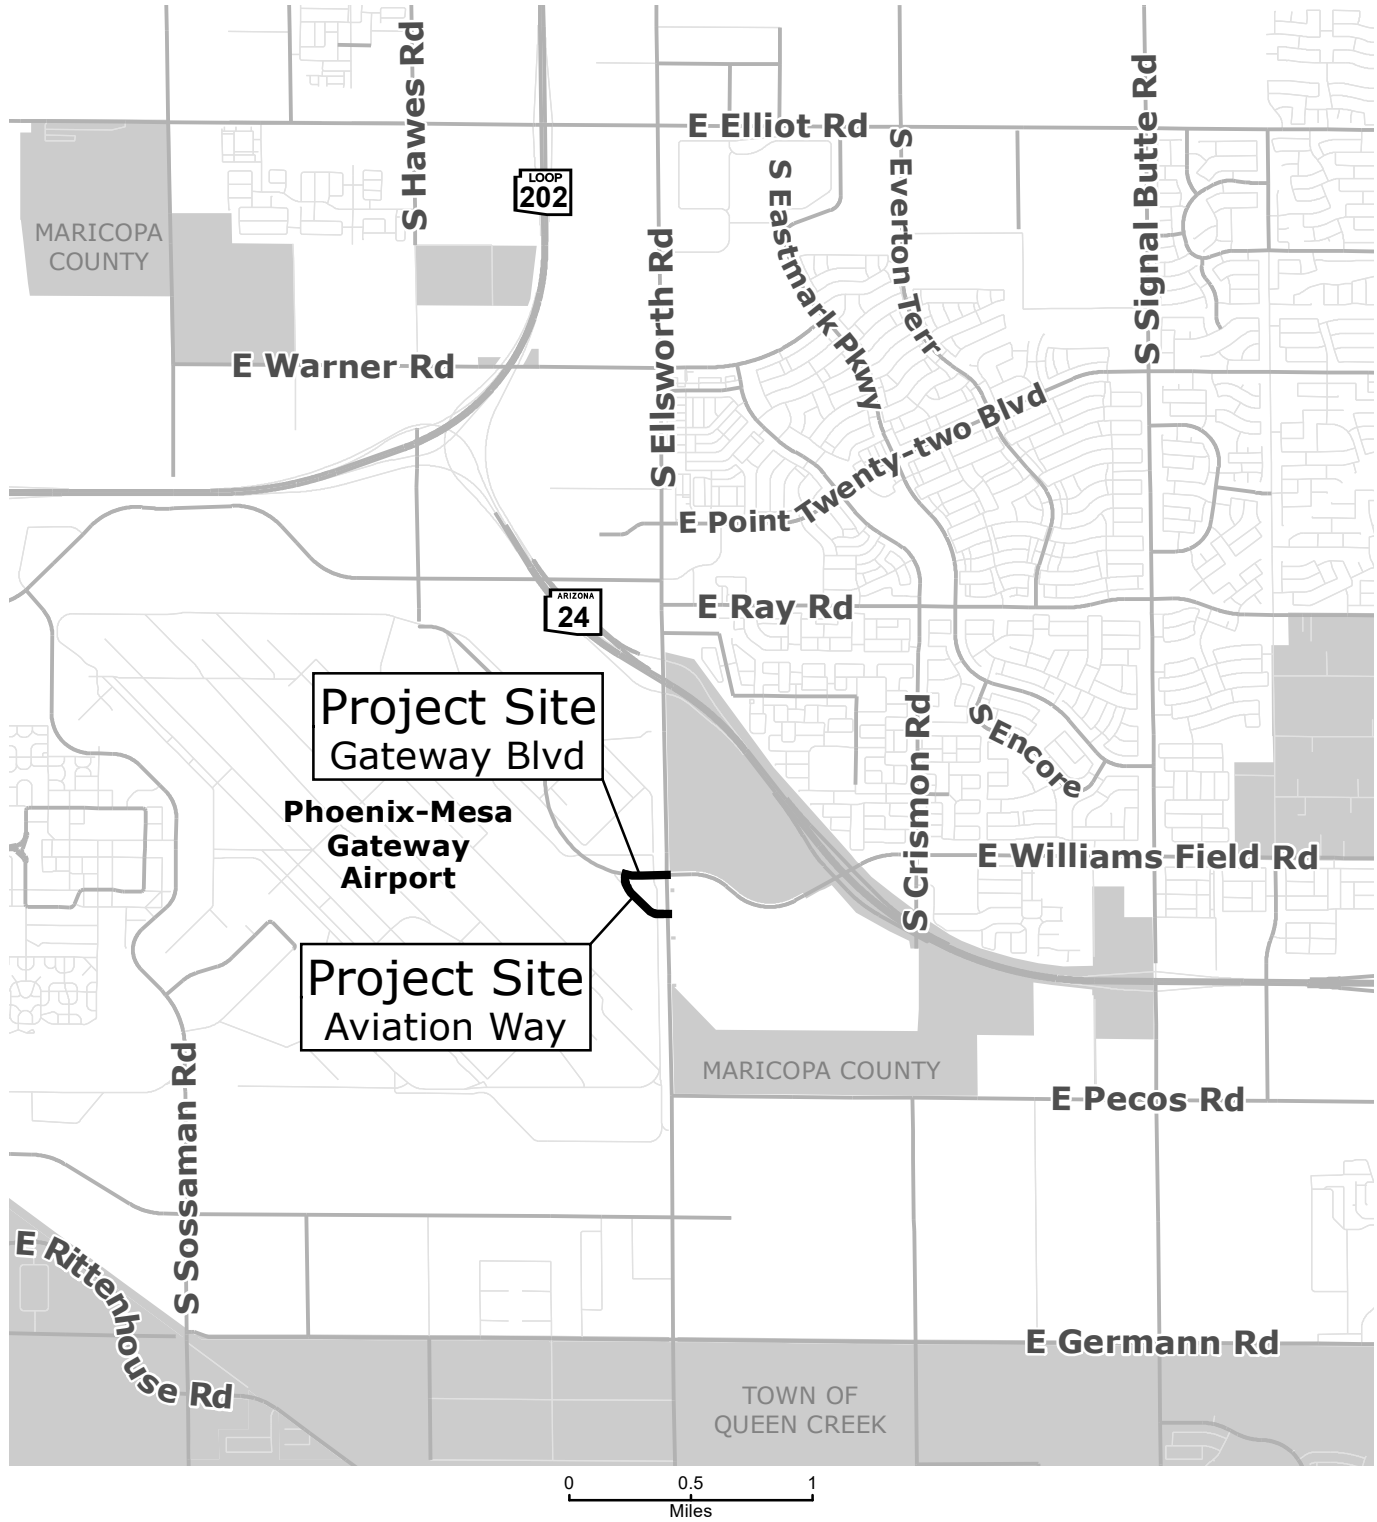 S Hawes Rd
E Elliot Rd
S Signal Butte Rd
S Everton Terr
S Eastmark Pkwy
LOOP
202
MARICOPA
COUNTY
S Ellsworth Rd
E Warner Rd
E Point Twenty-two Blvd
ARIZONA
24
E Ray Rd
Project Site
Gateway Blvd
S Encore
S Crismon Rd
Phoenix-Mesa
Gateway
Airport
E Williams Field Rd
Project Site
Aviation Way
MARICOPA COUNTY
E Pecos Rd
S Sossaman Rd
E Rittenhouse Rd
E Germann Rd
TOWN OF
QUEEN CREEK
0 0.5 1
Miles